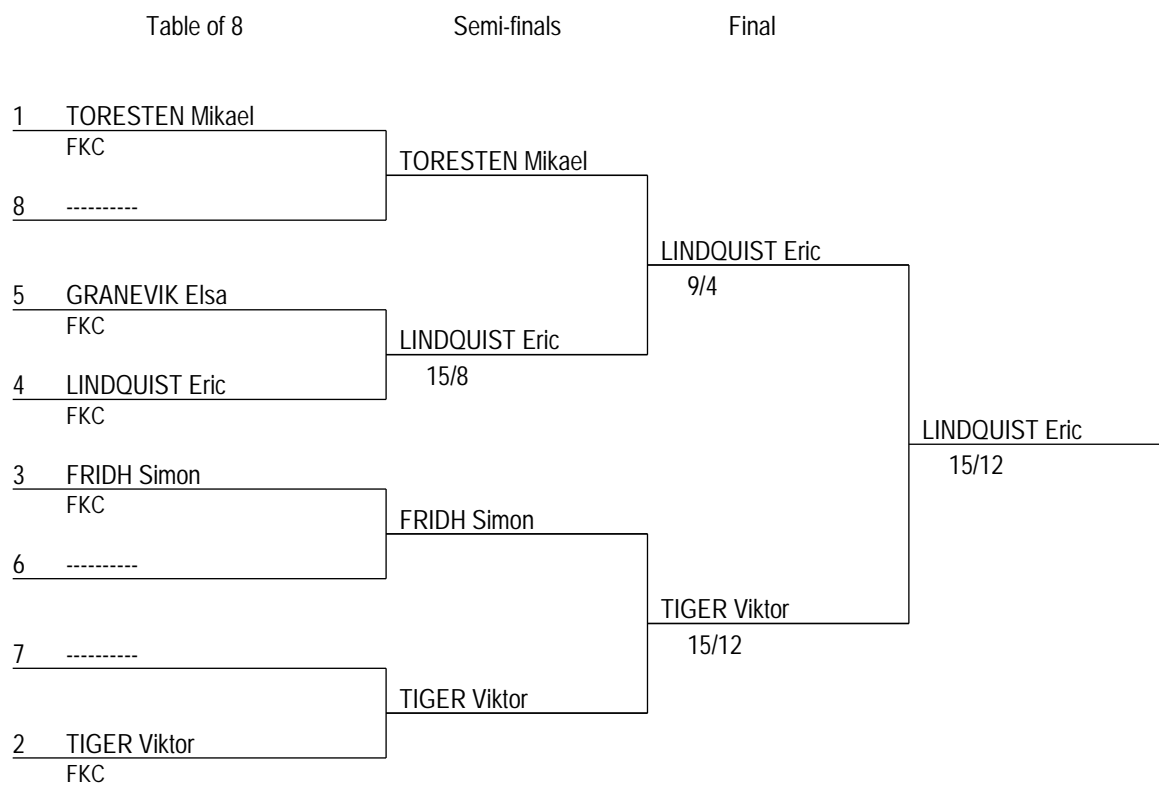 Table of 8 Semi-finals Final
1 TORESTEN Mikael
FKC
TORESTEN Mikael
8 ----------
LINDQUIST Eric
9/4
5 GRANEVIK Elsa
FKC
LINDQUIST Eric
15/8
4 LINDQUIST Eric
FKC
LINDQUIST Eric
15/12
3 FRIDH Simon
FKC
FRIDH Simon
6 ----------
TIGER Viktor
15/12
7 ----------
TIGER Viktor
2 TIGER Viktor
FKC